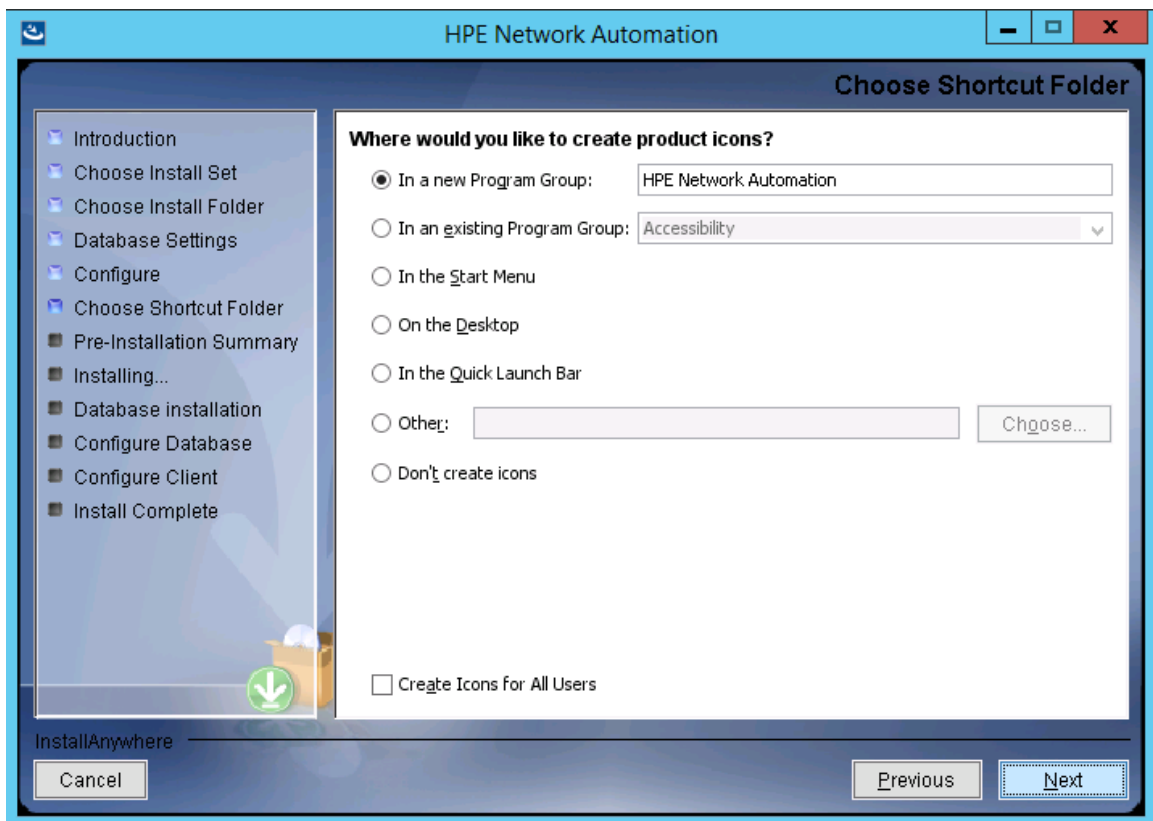 HPE Network Automation
Choose Shortcut Folder
Introduction
Choose Install Set
Choose Install Folder
Database Settings
Configure
Choose Shortcut Folder
Pre-Installation Summary
Installing...
Database installation
Configure Database
Configure Client
Install Complete
Where would you like to create product icons?
In a new Program Group: HPE Network Automation
In an existing Program Group: Accessibility
In the Start Menu
On the Desktop
In the Quick Launch Bar
Other: Choose...
Don't create icons
Create Icons for All Users
InstallAnywhere
Cancel Previous Next